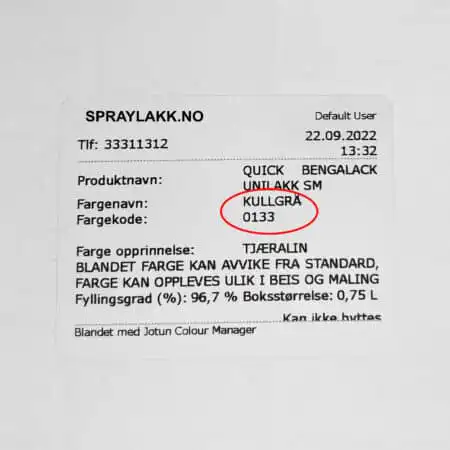 SPRAYLAKK.NO Default User
Tlf: 33311312 22.09.2022
13:32
Produktnavn: QUICK BENGALACK
UNILAKK SM
Fargenavn: KULLGRÅ
Fargekode: 0133
Farge opprinnelse: TJÆRALIN
BLANDET FARGE KAN AVVIKE FRA STANDARD,
FARGE KAN OPPLEVES ULIK I BEIS OG MALING
Fyllingsgrad (%): 96,7 % Boksstørrelse: 0,75 L
Kan ikke byttes
Blandet med Jotun Colour Manager